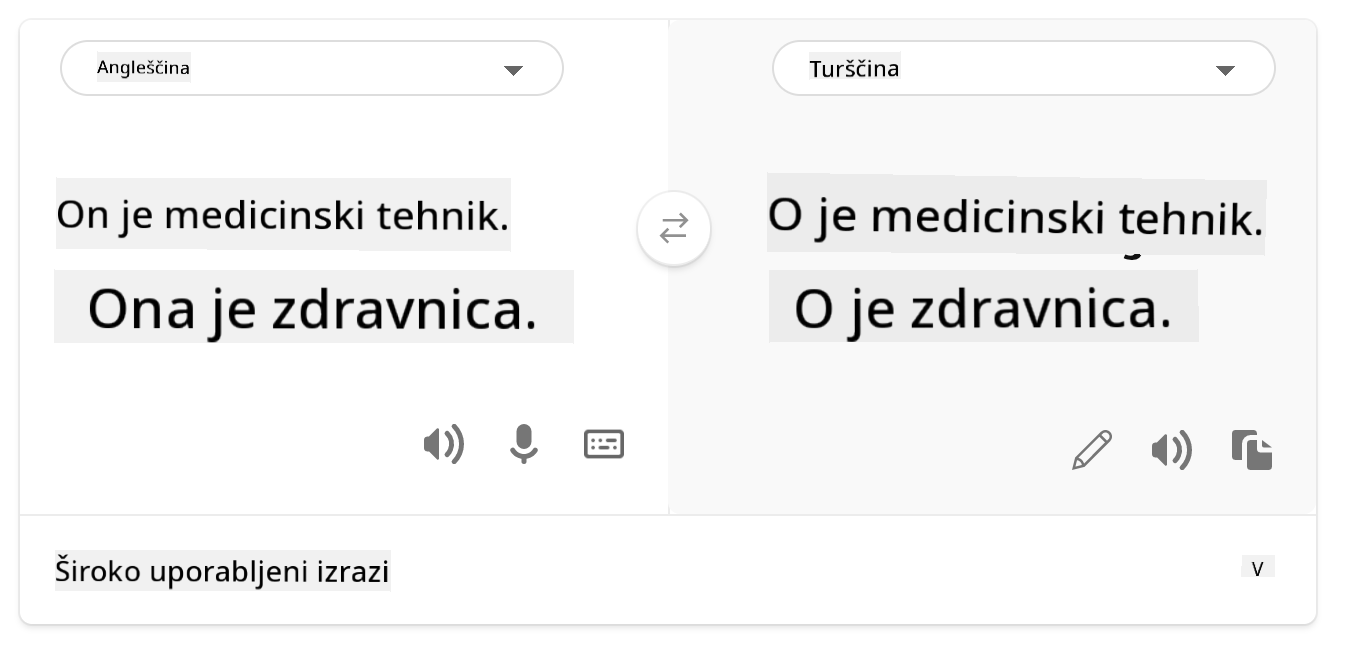 Angleščina
Turščina
On je medicinski tehnik.
Ona je zdravnica.
O je medicinski tehnik.
O je zdravnica.
Široko uporabljeni izrazi
V